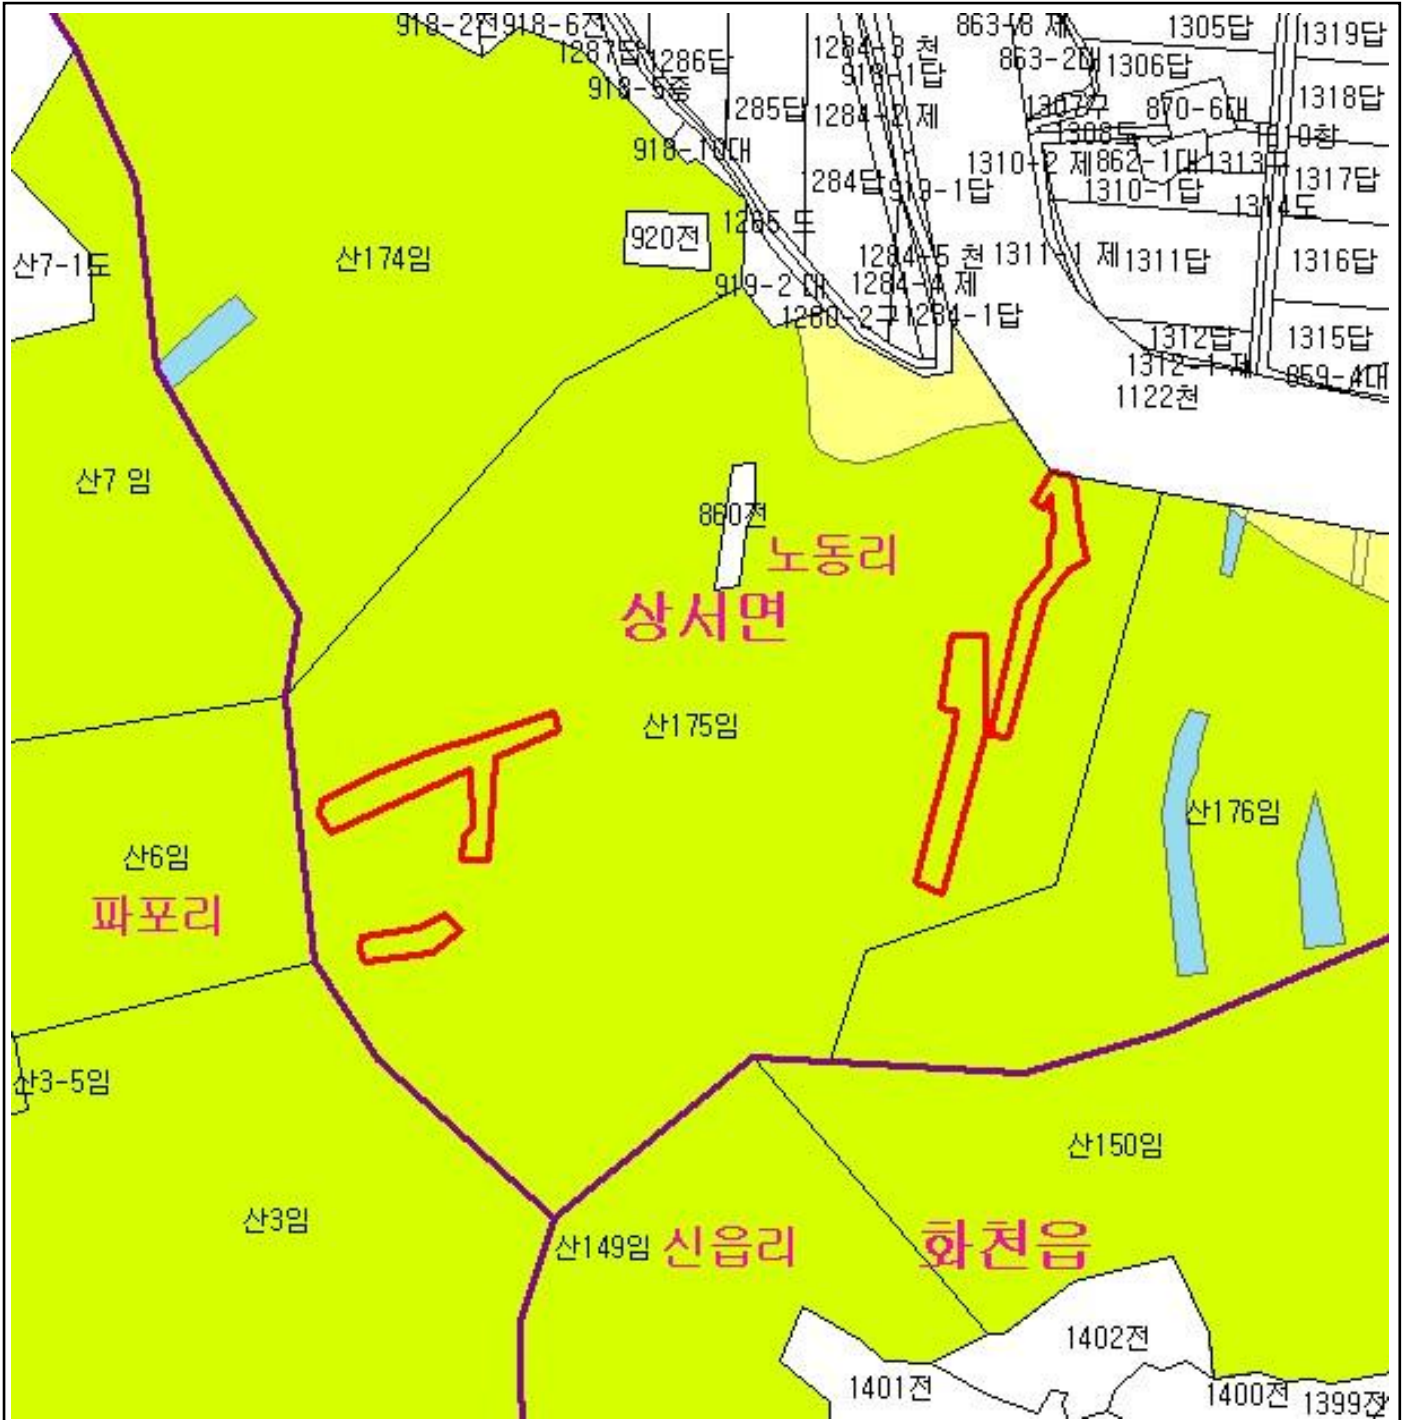 918-2전 918-6전
863-8 제
1305답
1319답
1287답
1286답
1284-3 천
863-2대
1306답
918-5종
918-1답
1318답
1285답
1284-2 제
1307구
870-6대
1308도
918-10대
1310+2 제
862-1대
1317답
284답
919-1답
1310-1답
1314도
1265 도
920전
산174임
산7-1도
1284-5 천
1311-1 제
1311답
1316답
919-2 대
1284-4 제
1280-2구
1284-1답
1312답
1315답
1312-1 제
859-4대
1122천
산7 임
860전
노동리
상서면
산175임
산176임
산6임
파포리
산3-5임
산150임
산3임
산149임
신읍리
화천읍
1402전
1401전
1400전
1399전